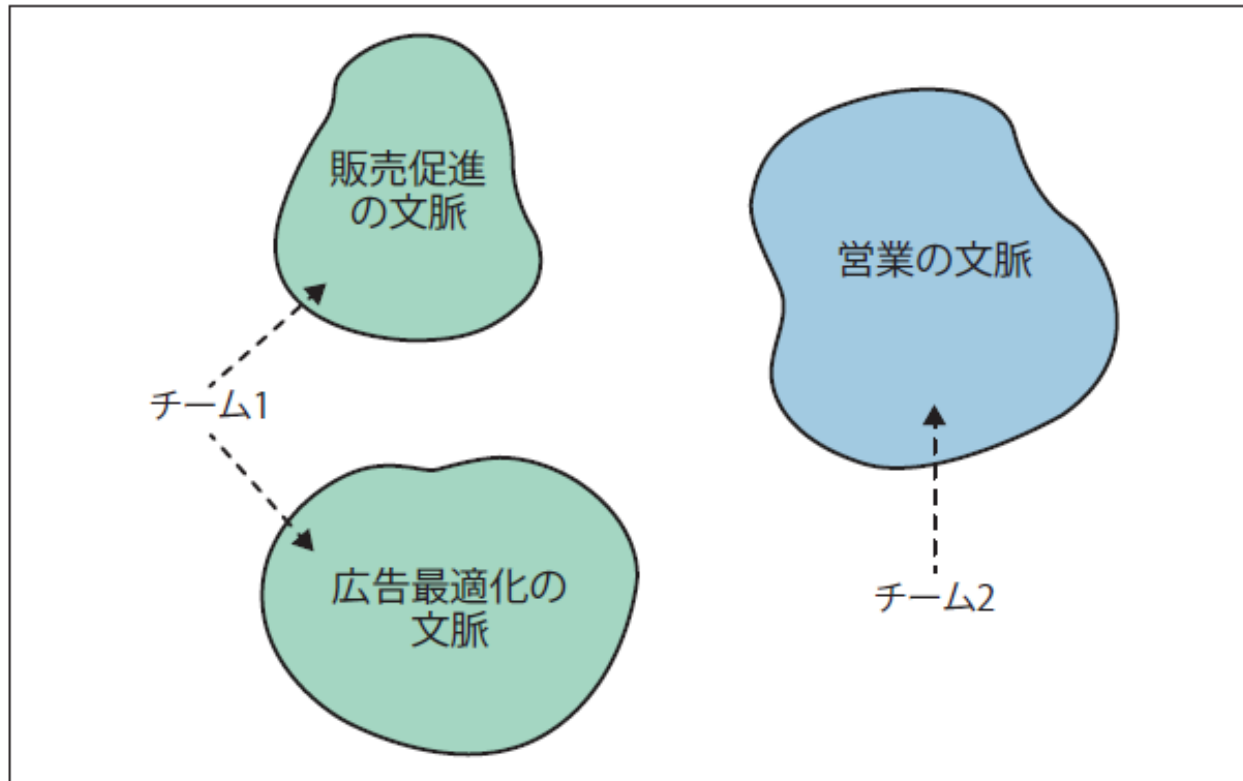 販売促進
の文脈
営業の文脈
チーム1
広告最適化の
文脈
チーム2